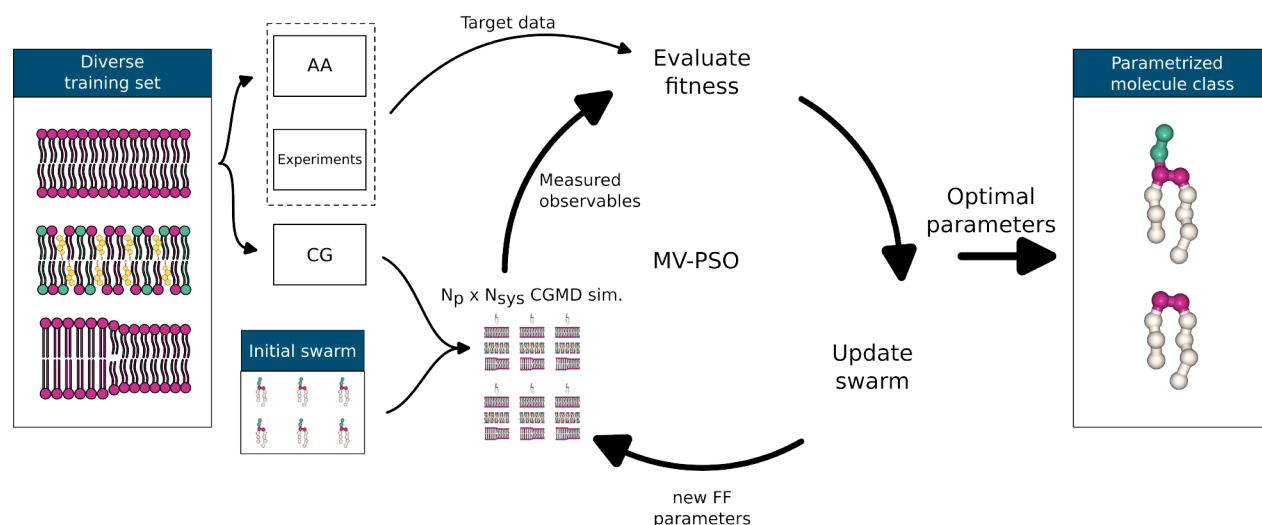 Diverse
training set
AA
Experiments
CG
Initial swarm
Target data
Evaluate
fitness
Measured
observables
MV-PSO
Np x Nsys CGMD sim.
Update
swarm
new FF
parameters
Optimal
parameters
Parametrized
molecule class